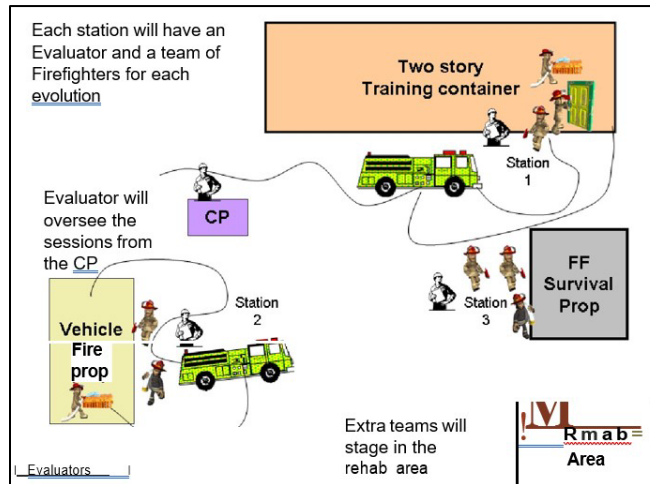 Each station will have an
Evaluator and a team of
Firefighters for each
evolution
Two story
Training container
Station
1
CP
Evaluator will
oversee the
sessions from
the CP
Vehicle
Fire
prop
Station
2
Station
3
FF
Survival
Prop
Extra teams will
stage in the
rehab area
Evaluators
! M
R m a b =
Area